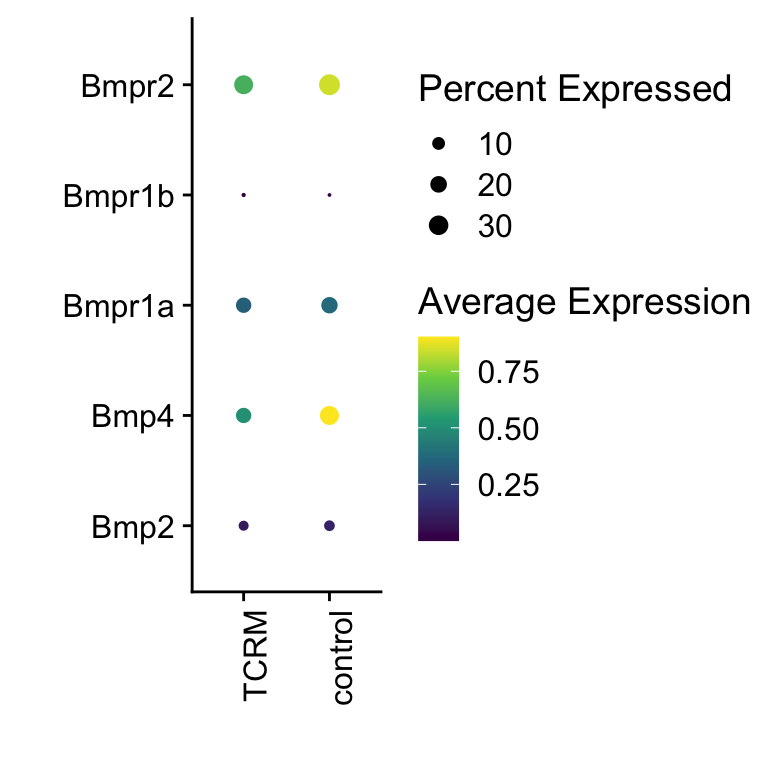 Bmpr2
Bmpr1b
Bmpr1a
Bmp4
Bmp2
TCRM
control
Percent Expressed
10
20
30
Average Expression
0.75
0.50
0.25